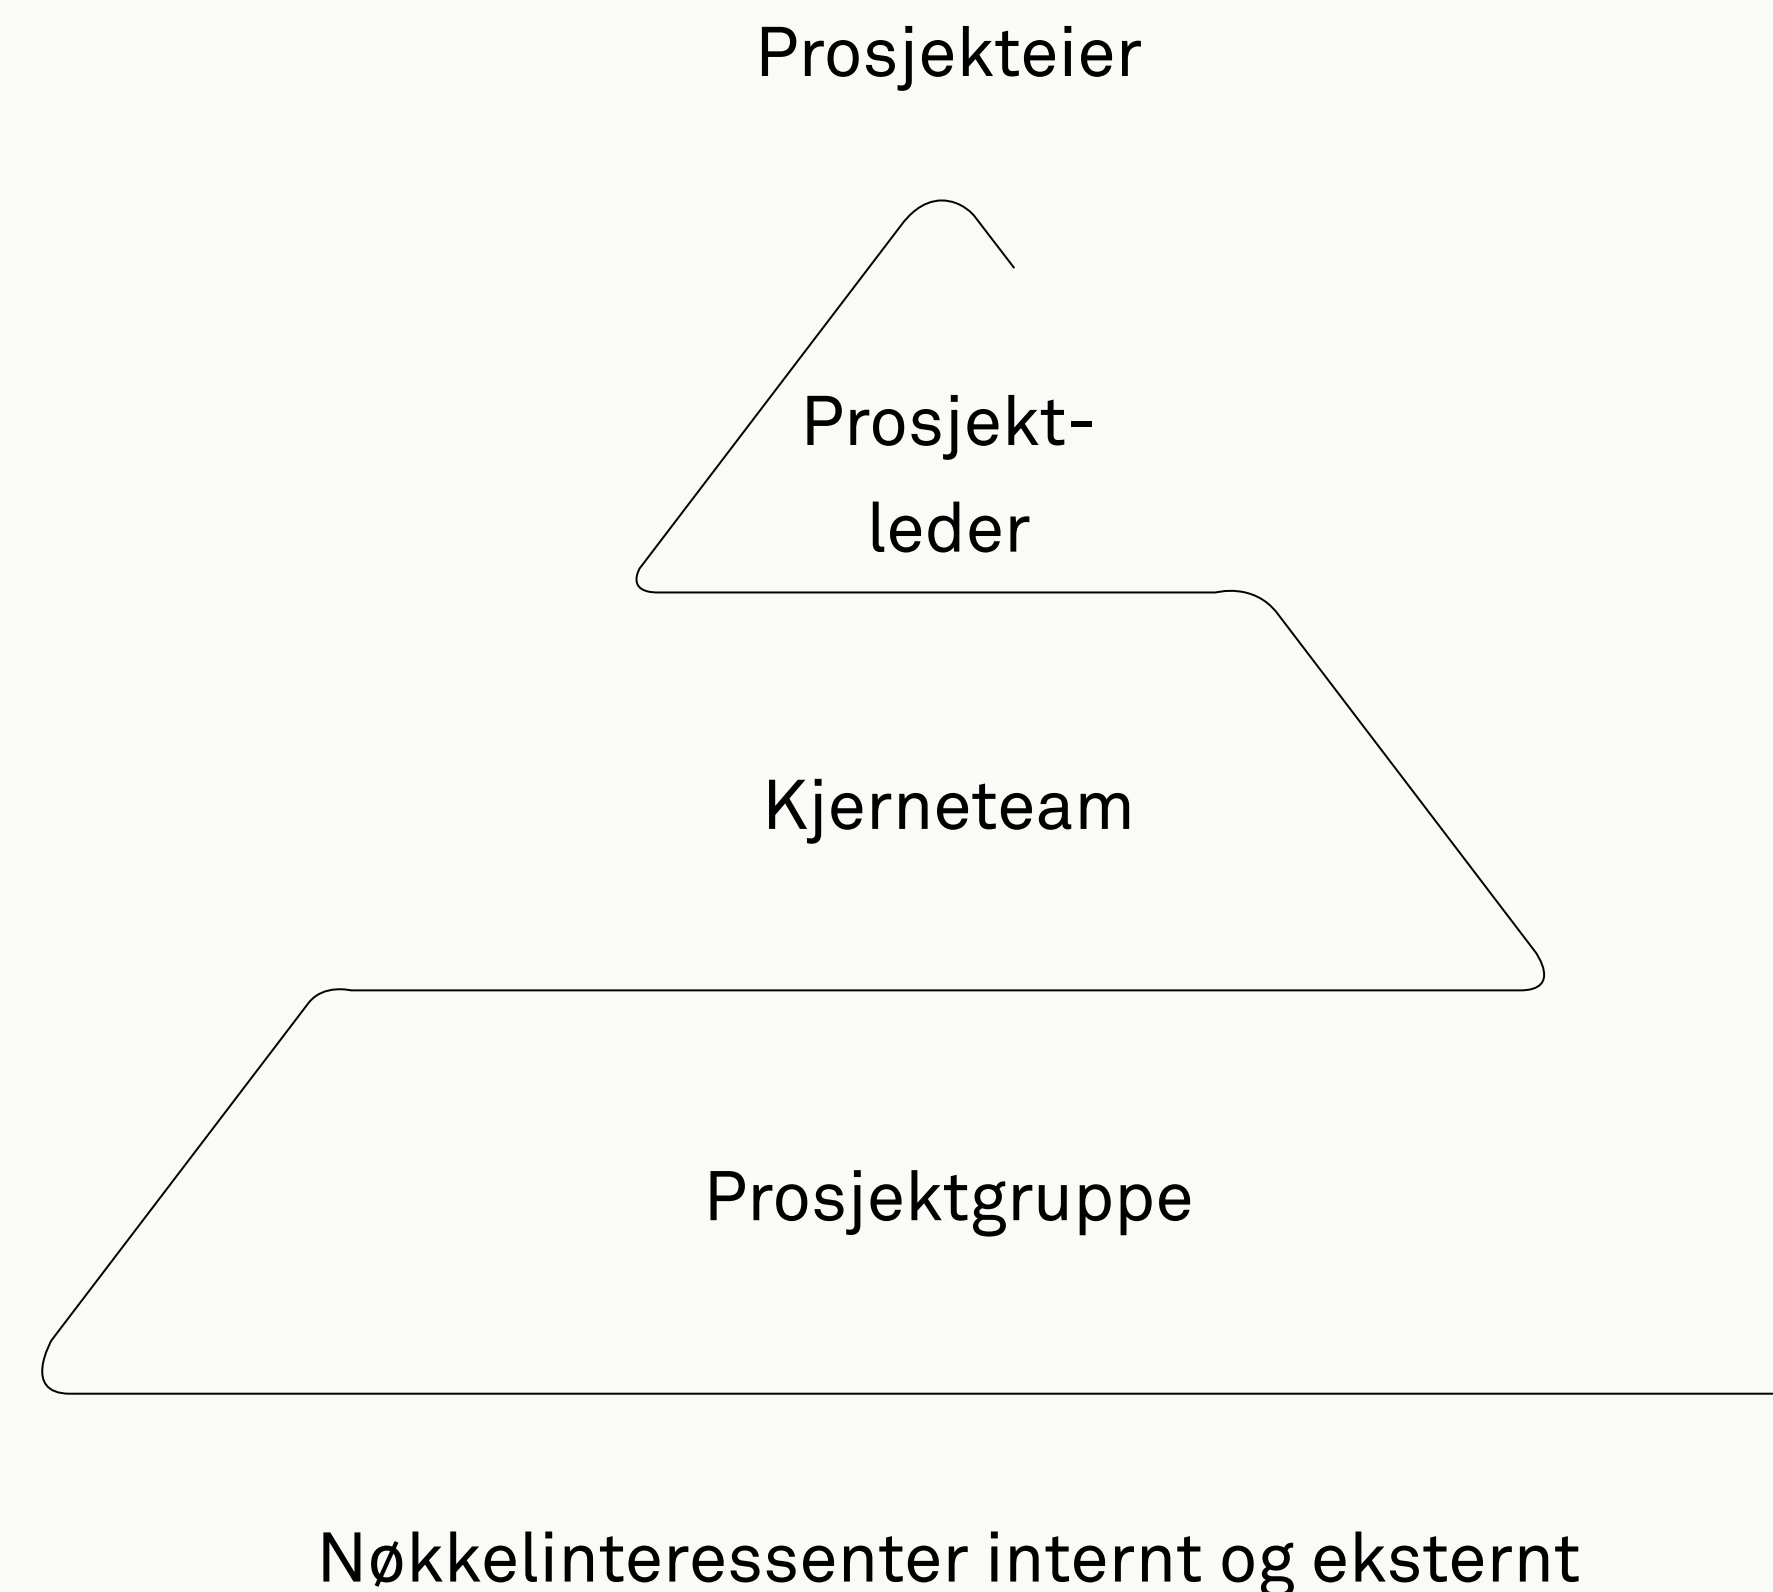 Prosjekteier
Prosjekt-
leder
Kjerneteam
Prosjektgruppe
Nøkkelinteressenter internt og eksternt